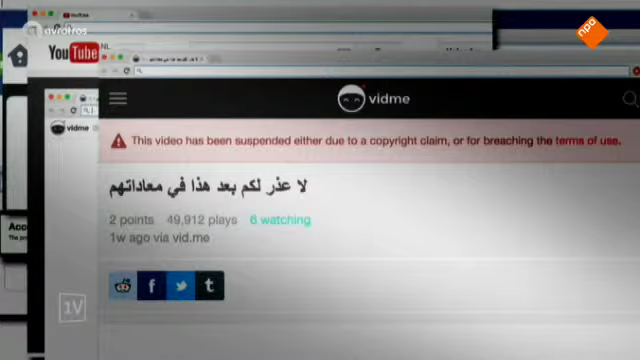 avrotros
npo
YouTube
NL
vidme
vidme
This video has been suspended either due to a copyright claim, or for breaching the terms of use.
لا عذر لكم بعد هذا في معاداتهم
2 points 49,912 plays 6 watching
1w ago via vid.me
f t
1V